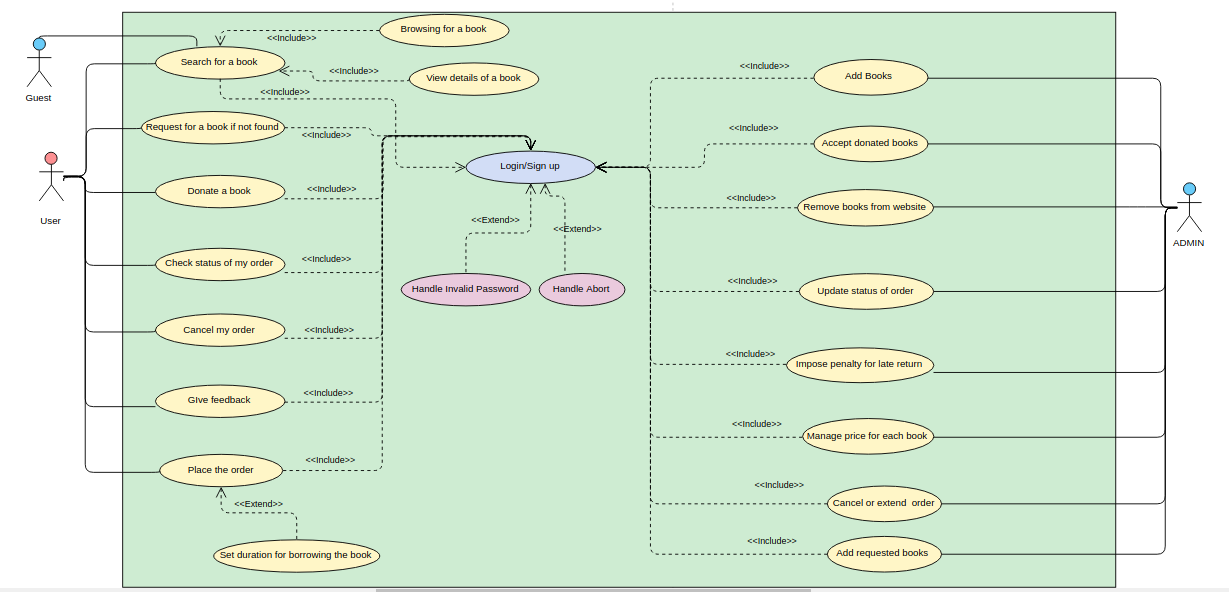 Browsing for a book
<<Include>>
Search for a book
<<Include>>
View details of a book
<<Include>>
Guest
Request for a book if not found
<<Include>>
Login/Sign up
User
Donate a book
<<Include>>
<<Extend>>
<<Extend>>
Check status of my order
<<Include>>
Handle Invalid Password
Handle Abort
Cancel my order
<<Include>>
GIve feedback
<<Include>>
Place the order
<<Include>>
<<Extend>>
Set duration for borrowing the book
<<Include>>
Add Books
<<Include>>
Accept donated books
<<Include>>
Remove books from website
ADMIN
<<Include>>
Update status of order
<<Include>>
Impose penalty for late return
<<Include>>
Manage price for each book
<<Include>>
Cancel or extend  order
<<Include>>
Add requested books